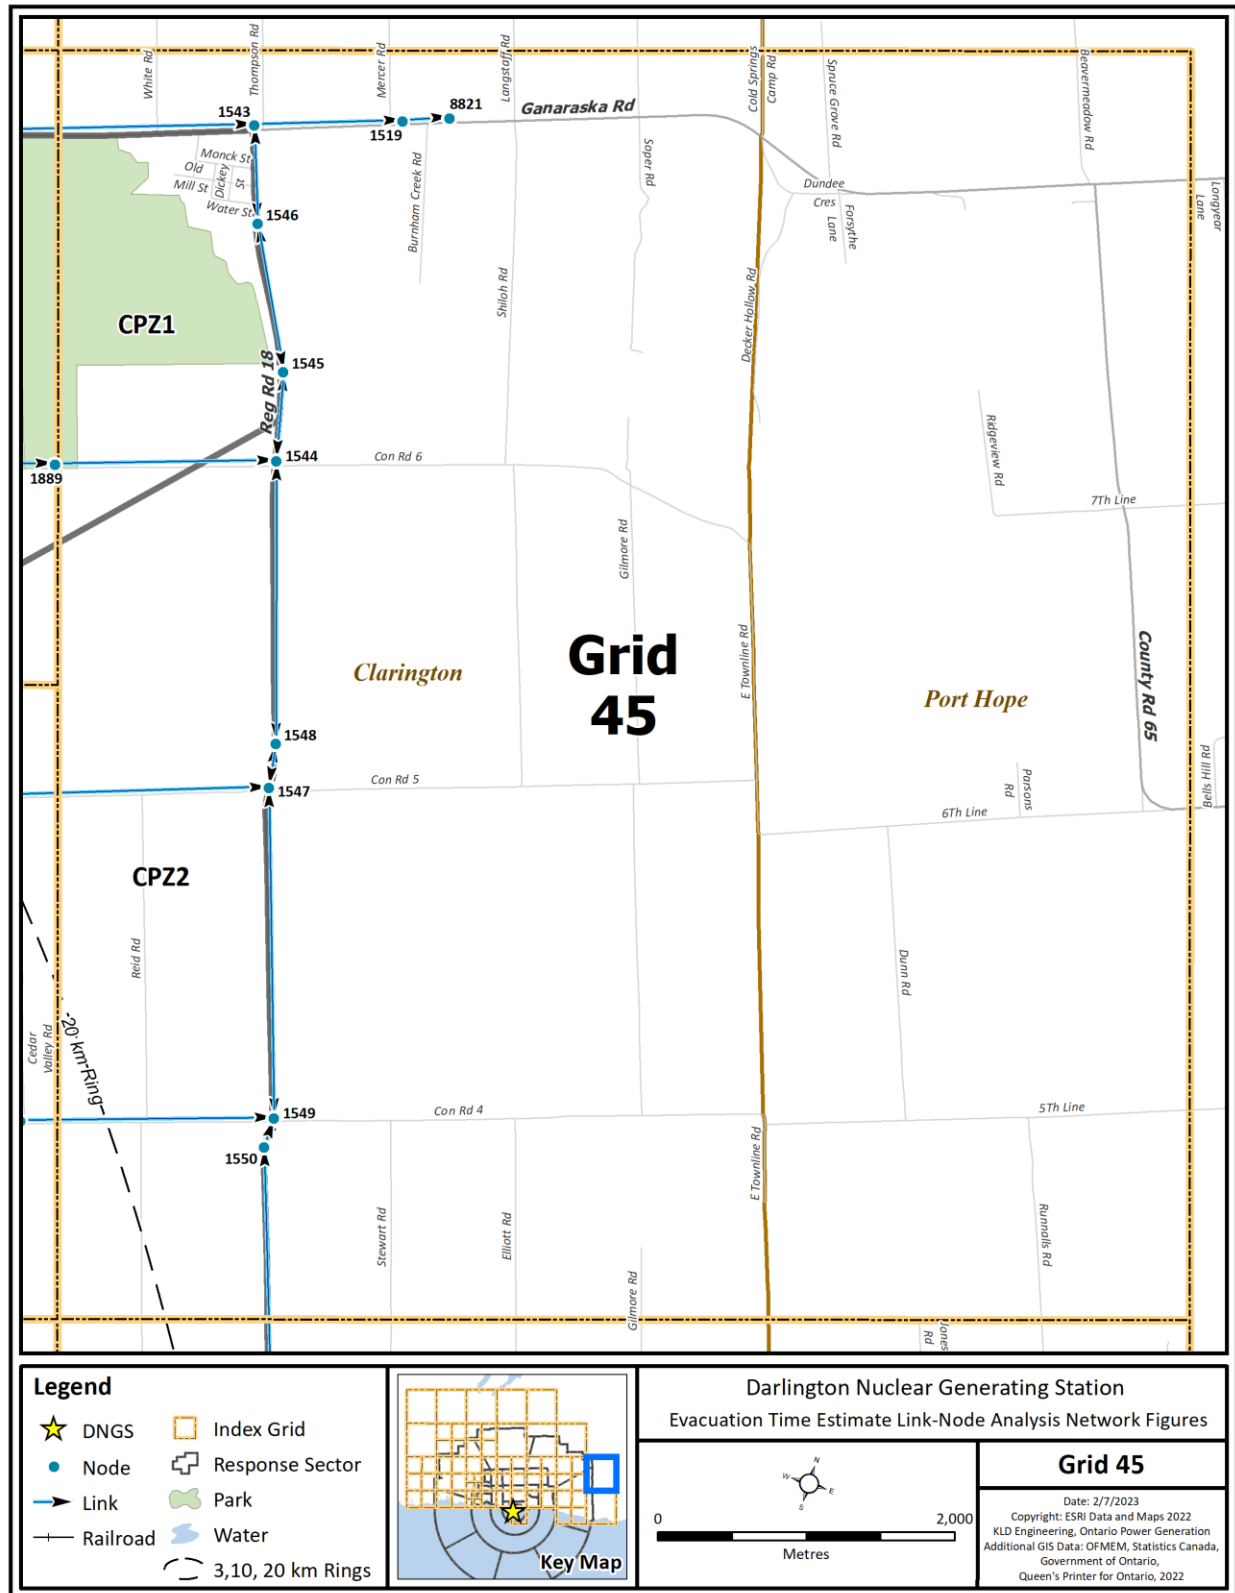 White Rd
Thompson Rd
Mercer Rd
Langstaff Rd
Cold Springs
Camp Rd
Spruce Grove Rd
Beavermeadow Rd
1543
1519
8821
Ganaraska Rd
Monck St
Old
Mill St
Dickey
St
Water St
1546
Burnham Creek Rd
Soper Rd
Dundee
Cres
Forsythe
Lane
Longyear
Lane
Shiloh Rd
CPZ1
Decker Hollow Rd
1545
Reg Rd 18
1544
1889
Con Rd 6
Ridgeview Rd
7Th Line
Gilmore Rd
Grid
45
Clarington
E Townline Rd
Port Hope
County Rd 65
1548
1547
Con Rd 5
Parsons
Rd
Bells Hill Rd
6Th Line
CPZ2
Reid Rd
Dunn Rd
Cedar
Valley Rd
20 km Ring
1549
Con Rd 4
5Th Line
1550
E Townline Rd
Stewart Rd
Elliott Rd
Gilmore Rd
Runnalls Rd
Jones
Rd
Legend
DNGS
Node
Link
Railroad
Index Grid
Response Sector
Park
Water
3,10, 20 km Rings
Key Map
Darlington Nuclear Generating Station
Evacuation Time Estimate Link-Node Analysis Network Figures
N
W
E
S
0
2,000
Metres
Grid 45
Date: 2/7/2023
Copyright: ESRI Data and Maps 2022
KLD Engineering, Ontario Power Generation
Additional GIS Data: OFMEM, Statistics Canada,
Government of Ontario,
Queen's Printer for Ontario, 2022